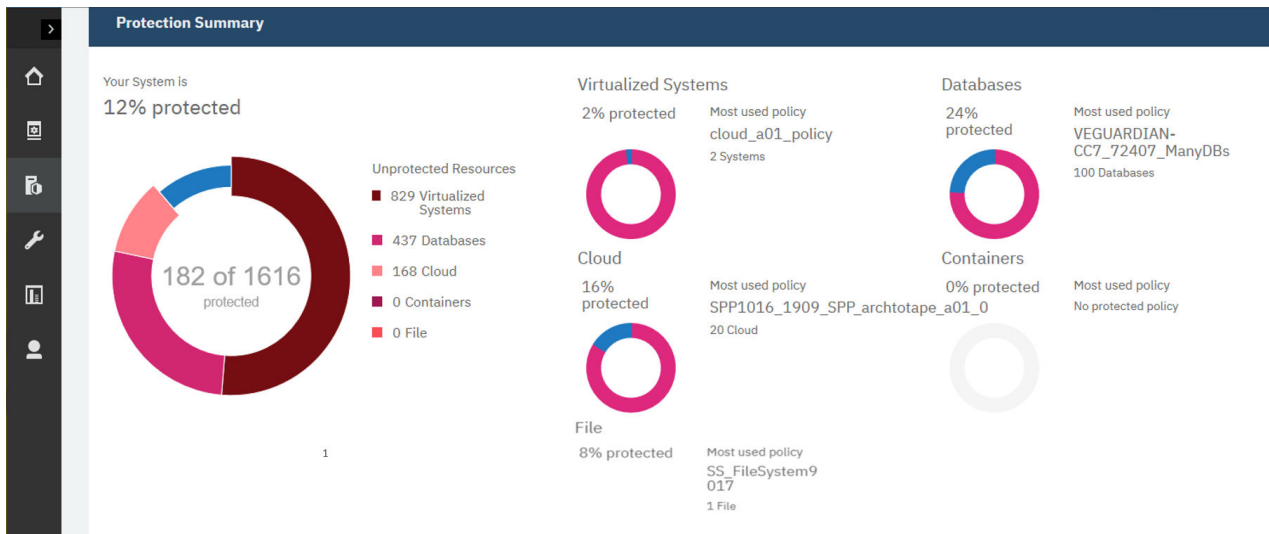 Protection Summary
Your System is
12% protected
182 of 1616
protected
Unprotected Resources
829 Virtualized
Systems
437 Databases
168 Cloud
0 Containers
0 File
1
Virtualized Systems
2% protected
Most used policy
cloud_a01_policy
2 Systems
Databases
24%
protected
Most used policy
VEGUARDIAN-
CC7_72407_ManyDBs
100 Databases
Cloud
16%
protected
Most used policy
SPP1016_1909_SPP_archtotape_a01_0
20 Cloud
Containers
0% protected
Most used policy
No protected policy
File
8% protected
Most used policy
SS_FileSystem9
017
1 File